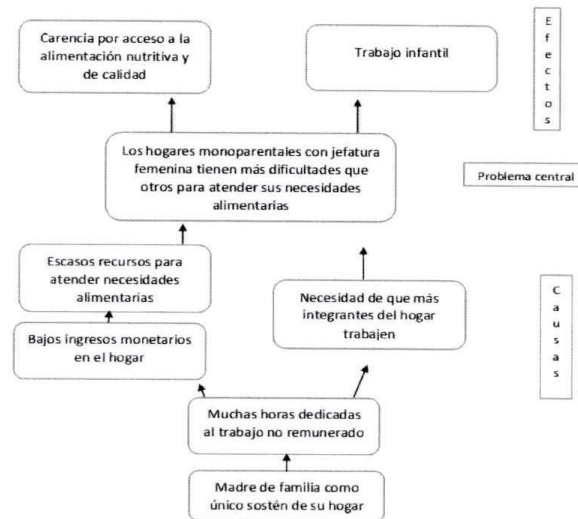 Carencia por acceso a la
alimentación nutritiva y
de calidad
Trabajo infantil
E
f
e
c
t
o
s
Los hogares monoparentales con jefatura
femenina tienen más dificultades que
otros para atender sus necesidades
alimentarias
Problema central
Escasos recursos para
atender necesidades
alimentarias
Bajos ingresos monetarios
en el hogar
Necesidad de que más
integrantes del hogar
trabajen
C
a
u
s
a
s
Muchas horas dedicadas
al trabajo no remunerado
Madre de familia como
único sostén de su hogar